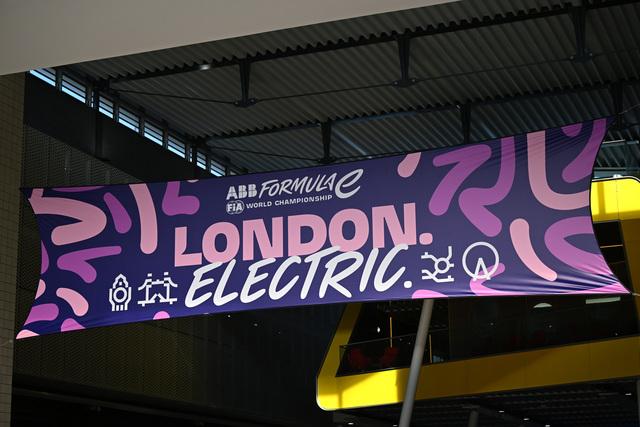 ABB FORMULA E
FIA WORLD CHAMPIONSHIP
LONDON.
ELECTRIC.